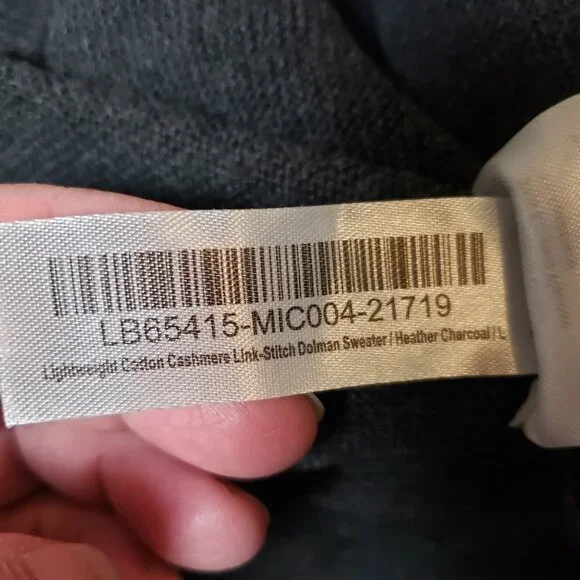 LB65415-MIC004-21719
Lightweight Cotton Cashmere Link-Stitch Dolman Sweater / Heather Charcoal / L